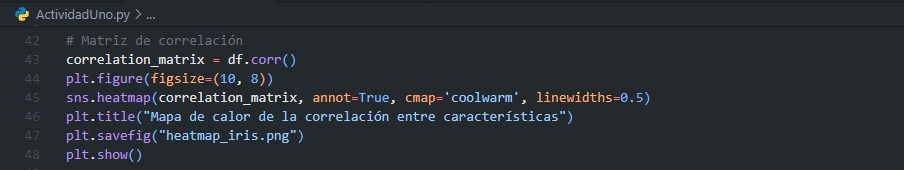 ActividadUno.py > ...
42 # Matriz de correlación
43 correlation_matrix = df.corr()
44 plt.figure(figsize=(10, 8))
45 sns.heatmap(correlation_matrix, annot=True, cmap='coolwarm', linewidths=0.5)
46 plt.title("Mapa de calor de la correlación entre características")
47 plt.savefig("heatmap_iris.png")
48 plt.show()